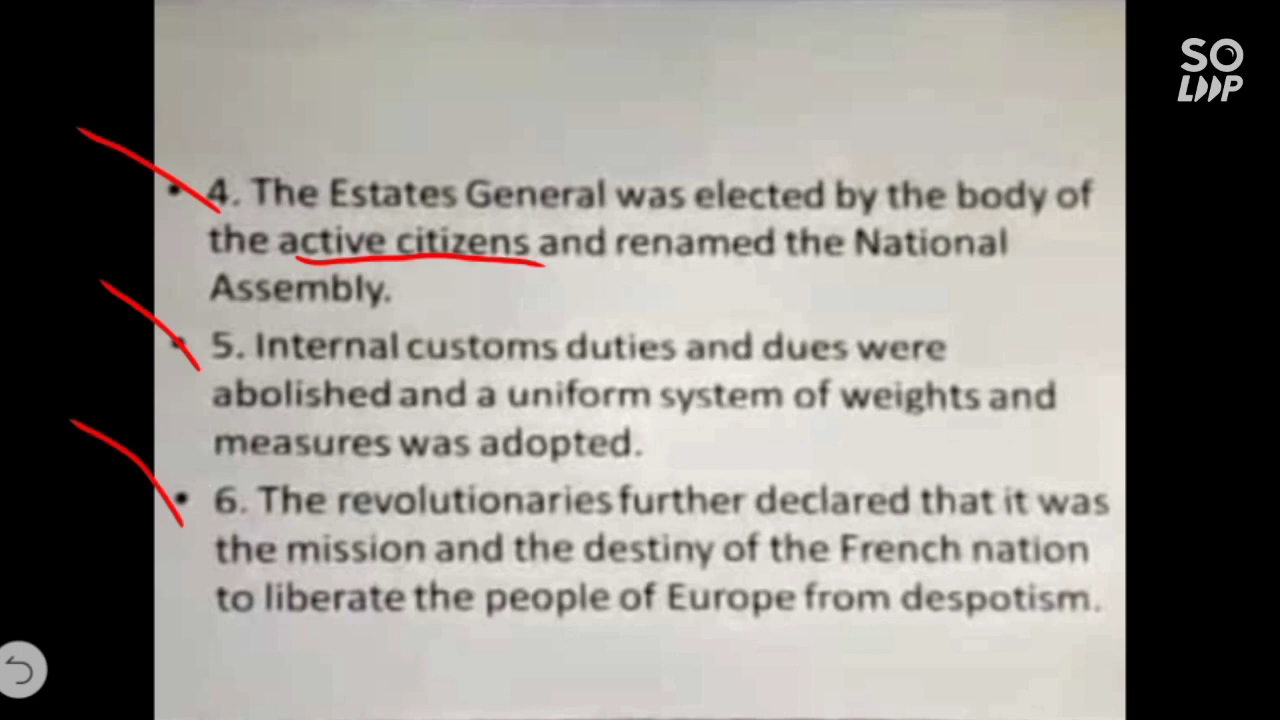 SO
LOOP
• 4. The Estates General was elected by the body of
the active citizens and renamed the National
Assembly.
• 5. Internal customs duties and dues were
abolished and a uniform system of weights and
measures was adopted.
• 6. The revolutionaries further declared that it was
the mission and the destiny of the French nation
to liberate the people of Europe from despotism.